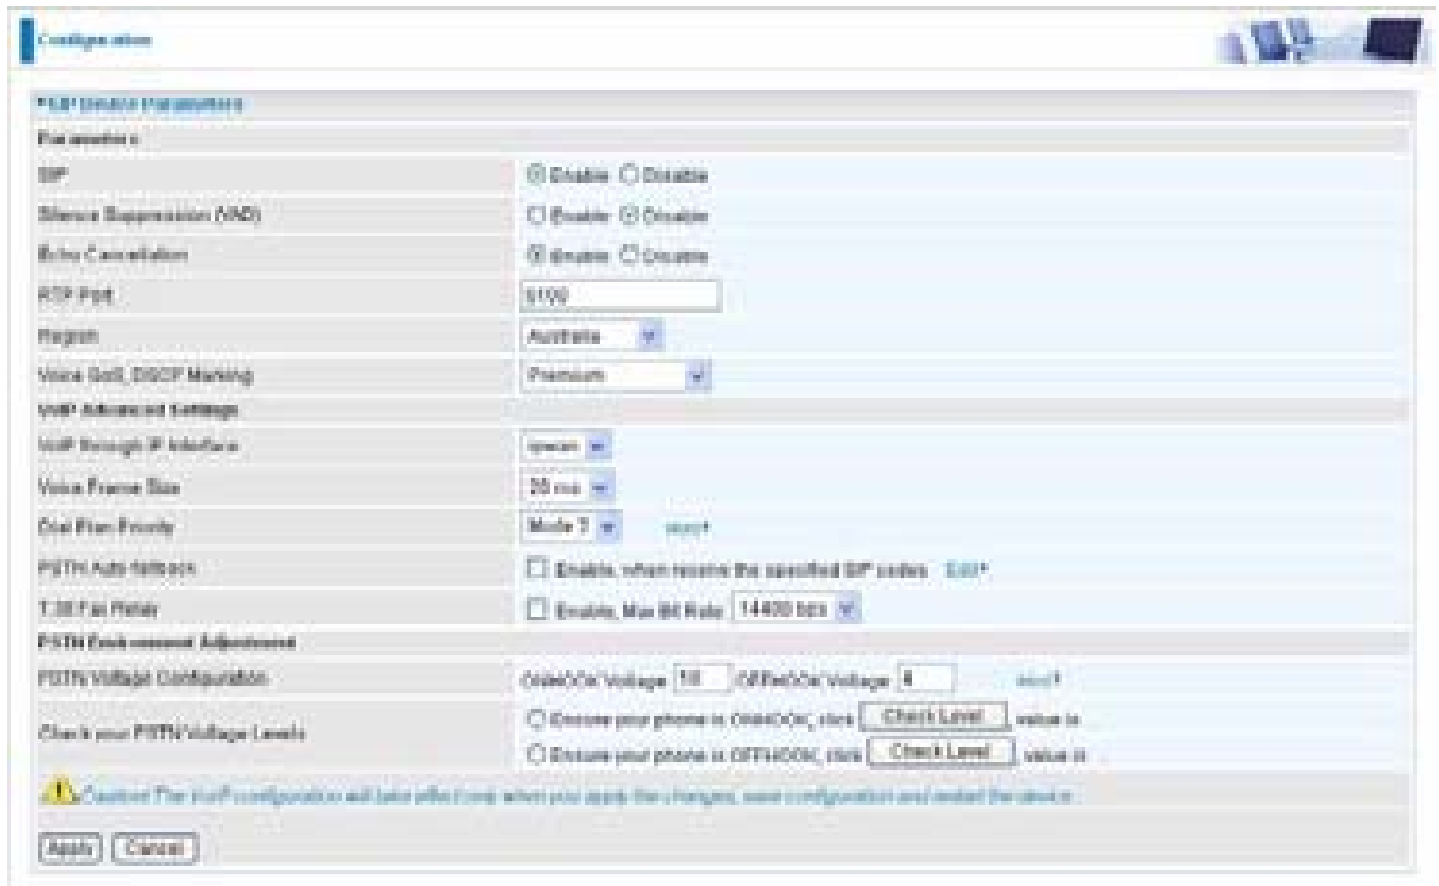 Configuration
SIP Device Parameters
Parameters
SIP Enable Disable
Silence Suppression (VAD) Enable Disable
Echo Cancellation Enable Disable
RTP Port 5100
Region Australia
Voice QoS, DSCP Marking Premium
VoIP Advanced Settings
VoIP through IP Interface ipwan
Voice Frame Size 20 ms
Dial Plan Priority Mode
PSTN Auto-fallback Enable, when receive the specified SIP codes Edit
T.38 Fax Relay Enable, Max Bit Rate 14400 bps
PSTN Environment Adjustment
PSTN Voltage Configuration ONHOOK Voltage 10 OFFHOOK Voltage
Check your PSTN Voltage Levels
Ensure your phone is ONHOOK, click Check Level , value is
Ensure your phone is OFFHOOK, click Check Level , value is
Caution! The VoIP configuration will take effect only when you apply the changes, save configuration and restart the device
Apply Cancel